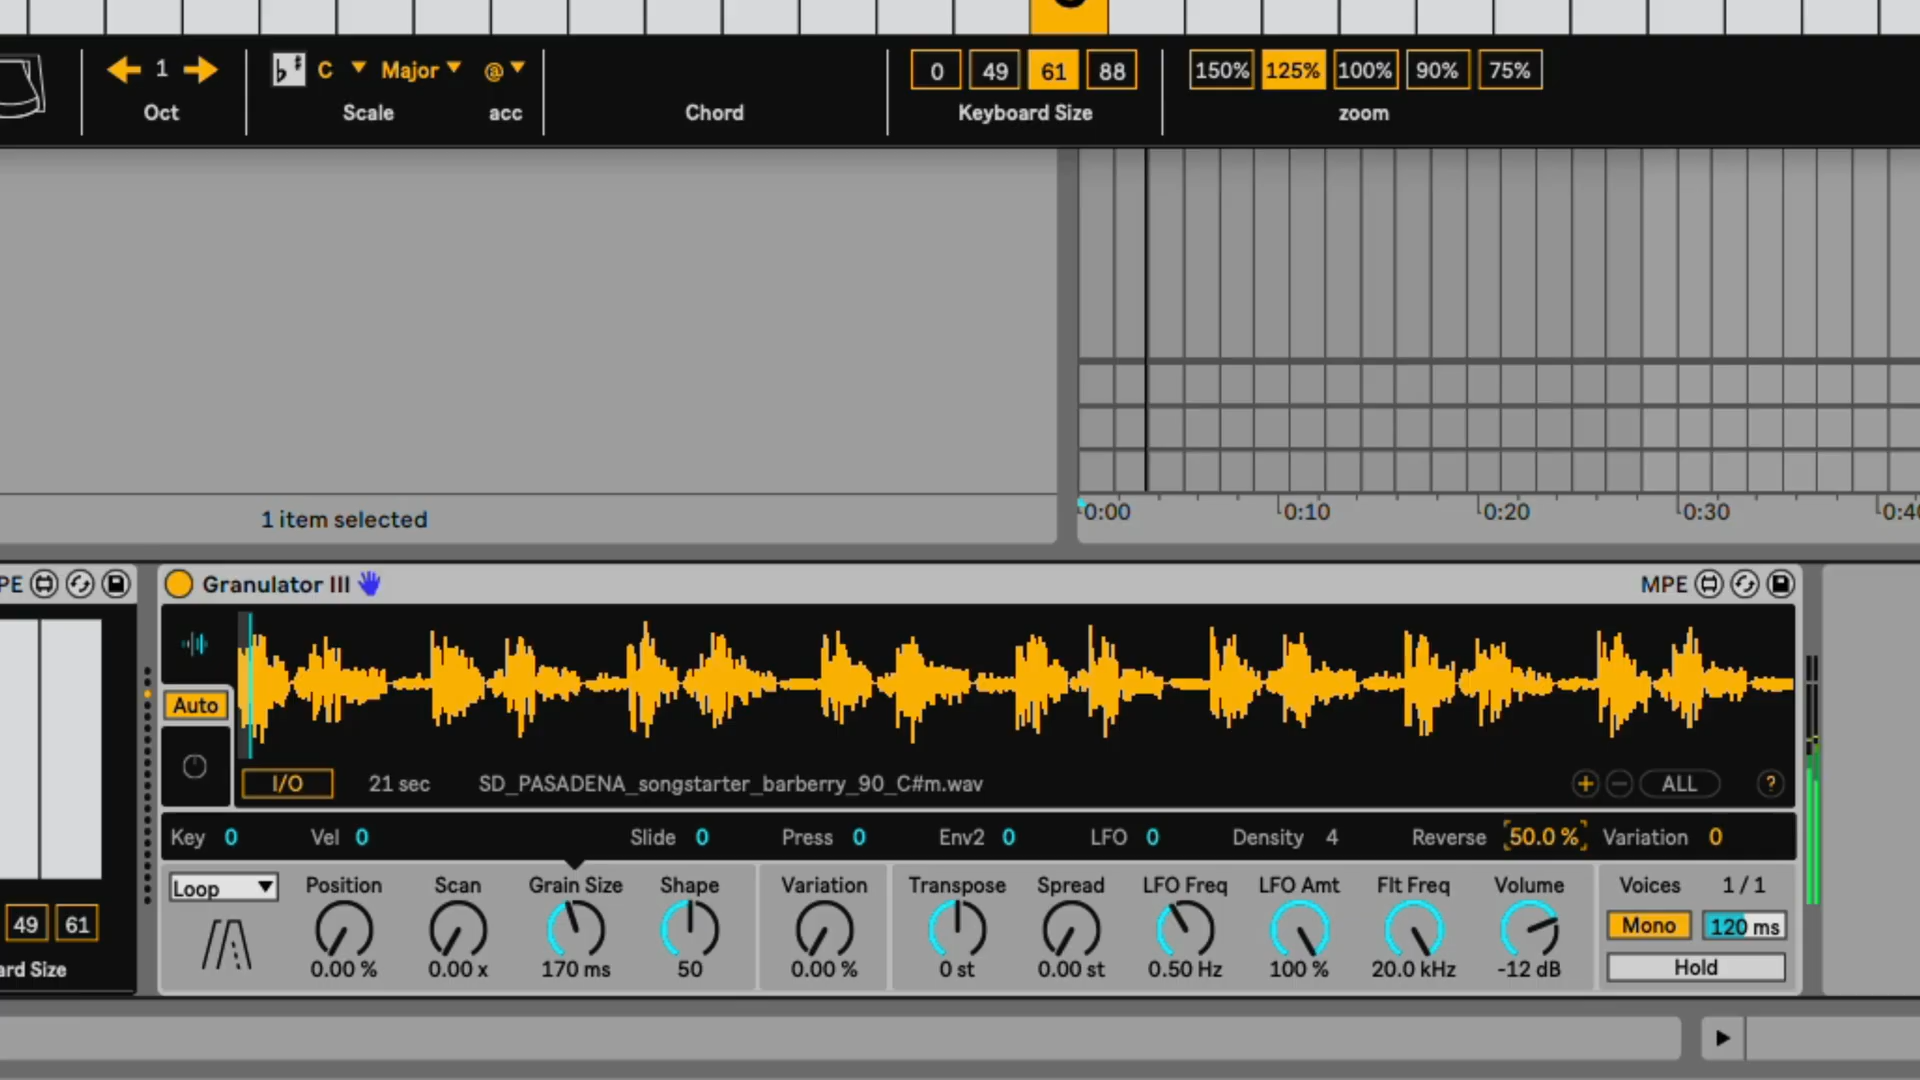 1 C Major @ 0 49 61 88 150% 125% 100% 90% 75%
Oct Scale acc Chord Keyboard Size zoom
1 item selected
0:00 0:10 0:20 0:30
PE Granulator III MPE
Auto
I/O 21 sec SD_PASADENA_songstarter_barberry_90_C#m.wav + - ALL ?
Key 0 Vel 0 Slide 0 Press 0 Env2 0 LFO 0 Density 4 Reverse 50.0 % Variation 0
Loop Position Scan Grain Size Shape Variation Transpose Spread LFO Freq LFO Amt Flt Freq Volume Voices 1 / 1
49 61 Mono 120 ms
ard Size 0.00 % 0.00 x 170 ms 50 0.00 % 0 st 0.00 st 0.50 Hz 100 % 20.0 kHz -12 dB Hold